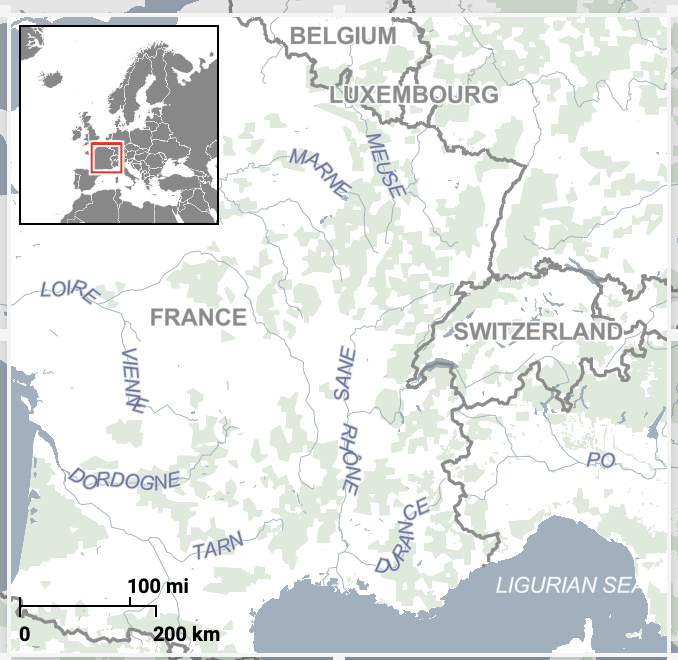 BELGIUM
LUXEMBOURG
MARNE
MEUSE
LOIRE
FRANCE
SWITZERLAND
VIENNE
SANE
RHÔNE
PO
DORDOGNE
DURANCE
TARN
LIGURIAN SEA
100 mi
0
200 km